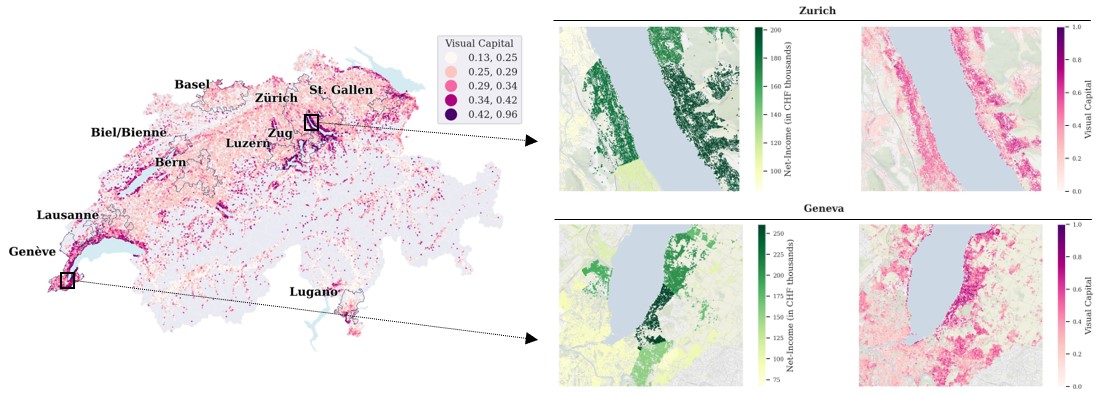 Visual Capital
0.13, 0.25
0.25, 0.29
0.29, 0.34
0.34, 0.42
0.42, 0.96
Basel
Zürich
St. Gallen
Biel/Bienne
Zug
Luzern
Bern
Lausanne
Genève
Lugano
Zurich
200
180
160
140
120
100
Net-Income (in CHF thousands)
1.0
0.8
0.6
0.4
0.2
0.0
Visual Capital
Geneva
250
225
200
175
150
125
100
75
Net-Income (in CHF thousands)
1.0
0.8
0.6
0.4
0.2
0.0
Visual Capital